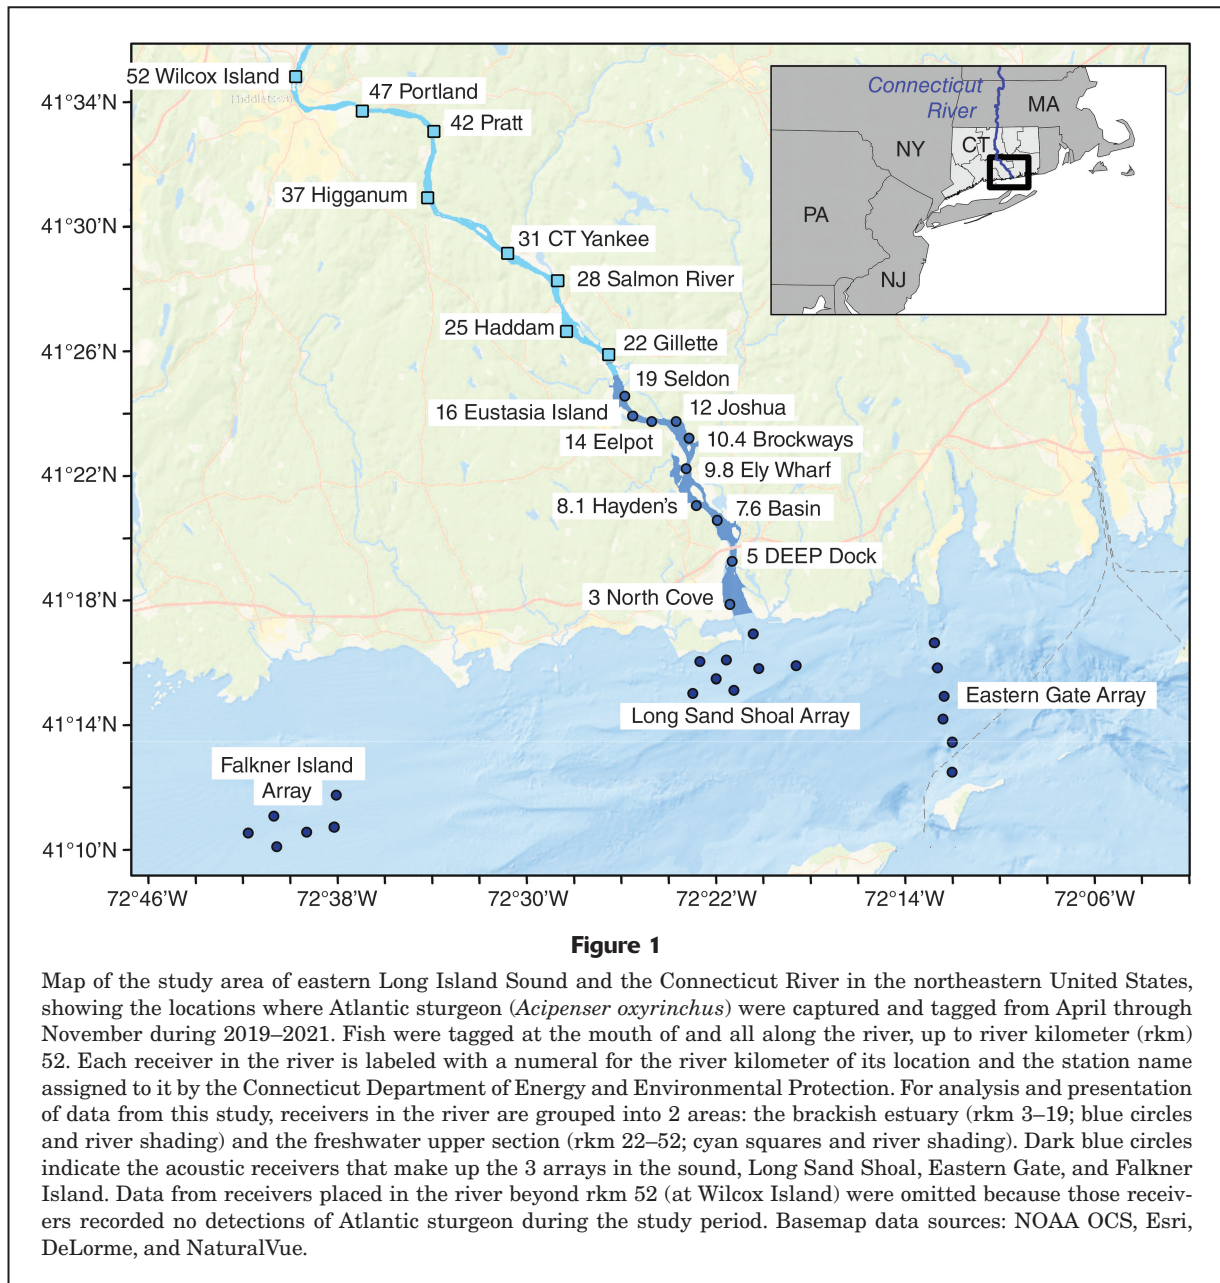 52 Wilcox Island
Middletown
47 Portland
42 Pratt
37 Higganum
31 CT Yankee
28 Salmon River
25 Haddam
22 Gillette
19 Seldon
16 Eustasia Island
12 Joshua
14 Eelpot
10.4 Brockways
9.8 Ely Wharf
8.1 Hayden's
7.6 Basin
5 DEEP Dock
3 North Cove
Long Sand Shoal Array
Eastern Gate Array
Falkner Island
Array
Connecticut
River
MA
NY
CT
PA
NJ
41°34'N
41°30'N
41°26'N
41°22'N
41°18'N
41°14'N
41°10'N
72°46'W
72°38'W
72°30'W
72°22'W
72°14'W
72°06'W
Figure 1
Map of the study area of eastern Long Island Sound and the Connecticut River in the northeastern United States,
showing the locations where Atlantic sturgeon (Acipenser oxyrinchus) were captured and tagged from April through
November during 2019–2021. Fish were tagged at the mouth of and all along the river, up to river kilometer (rkm)
52. Each receiver in the river is labeled with a numeral for the river kilometer of its location and the station name
assigned to it by the Connecticut Department of Energy and Environmental Protection. For analysis and presentation
of data from this study, receivers in the river are grouped into 2 areas: the brackish estuary (rkm 3–19; blue circles
and river shading) and the freshwater upper section (rkm 22–52; cyan squares and river shading). Dark blue circles
indicate the acoustic receivers that make up the 3 arrays in the sound, Long Sand Shoal, Eastern Gate, and Falkner
Island. Data from receivers placed in the river beyond rkm 52 (at Wilcox Island) were omitted because those receiv-
ers recorded no detections of Atlantic sturgeon during the study period. Basemap data sources: NOAA OCS, Esri,
DeLorme, and NaturalVue.